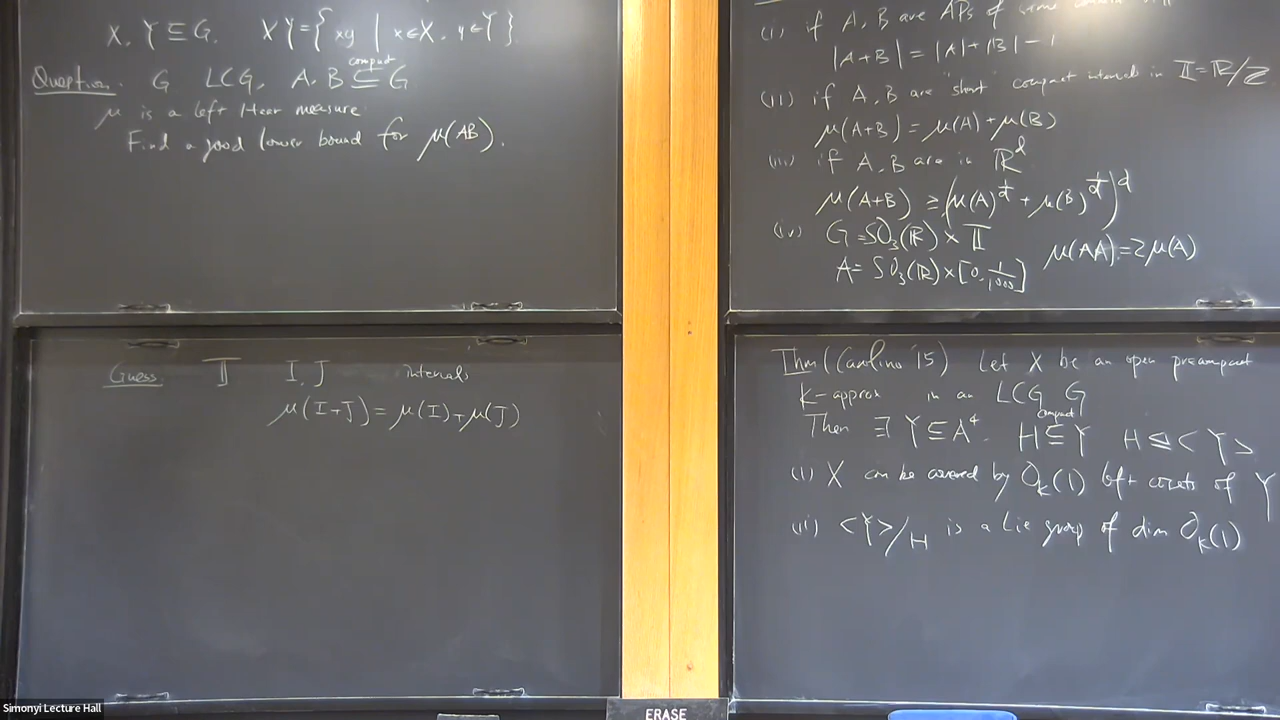 X, Y ⊆ G. XY = { xy | x∈X, y∈Y }.
Question. G LCG, A, B ⊆ G
compact
μ is a left Haar measure
Find a good lower bound for μ(AB).
Guess. 𝕋 I, J intervals
μ(I+J) = μ(I)+μ(J)
(i) if A, B are APs of same common
|A+B| = |A|+|B|-1
(ii) if A, B are "short" compact intervals in 𝕋=ℝ/ℤ
μ(A+B) = μ(A)+μ(B)
(iii) if A, B are in ℝ^d
μ(A+B) ≥ (μ(A)^{1/d} + μ(B)^{1/d})^d
(iv) G = SO₃(ℝ) × 𝕋
A = SO₃(ℝ) × [0, 1/1000] μ(AA) = 2μ(A)
Thm (Carolino '15) Let X be an open precompact
K-approx in an LCG G
Then ∃ Y ⊆ A⁴. H ⊆ Y H ⊴ <Y>
compact
(i) X can be covered by O_K(1) left cosets of Y
(ii) <Y>/H is a Lie group of dim O_K(1)
ERASE
Simonyi Lecture Hall